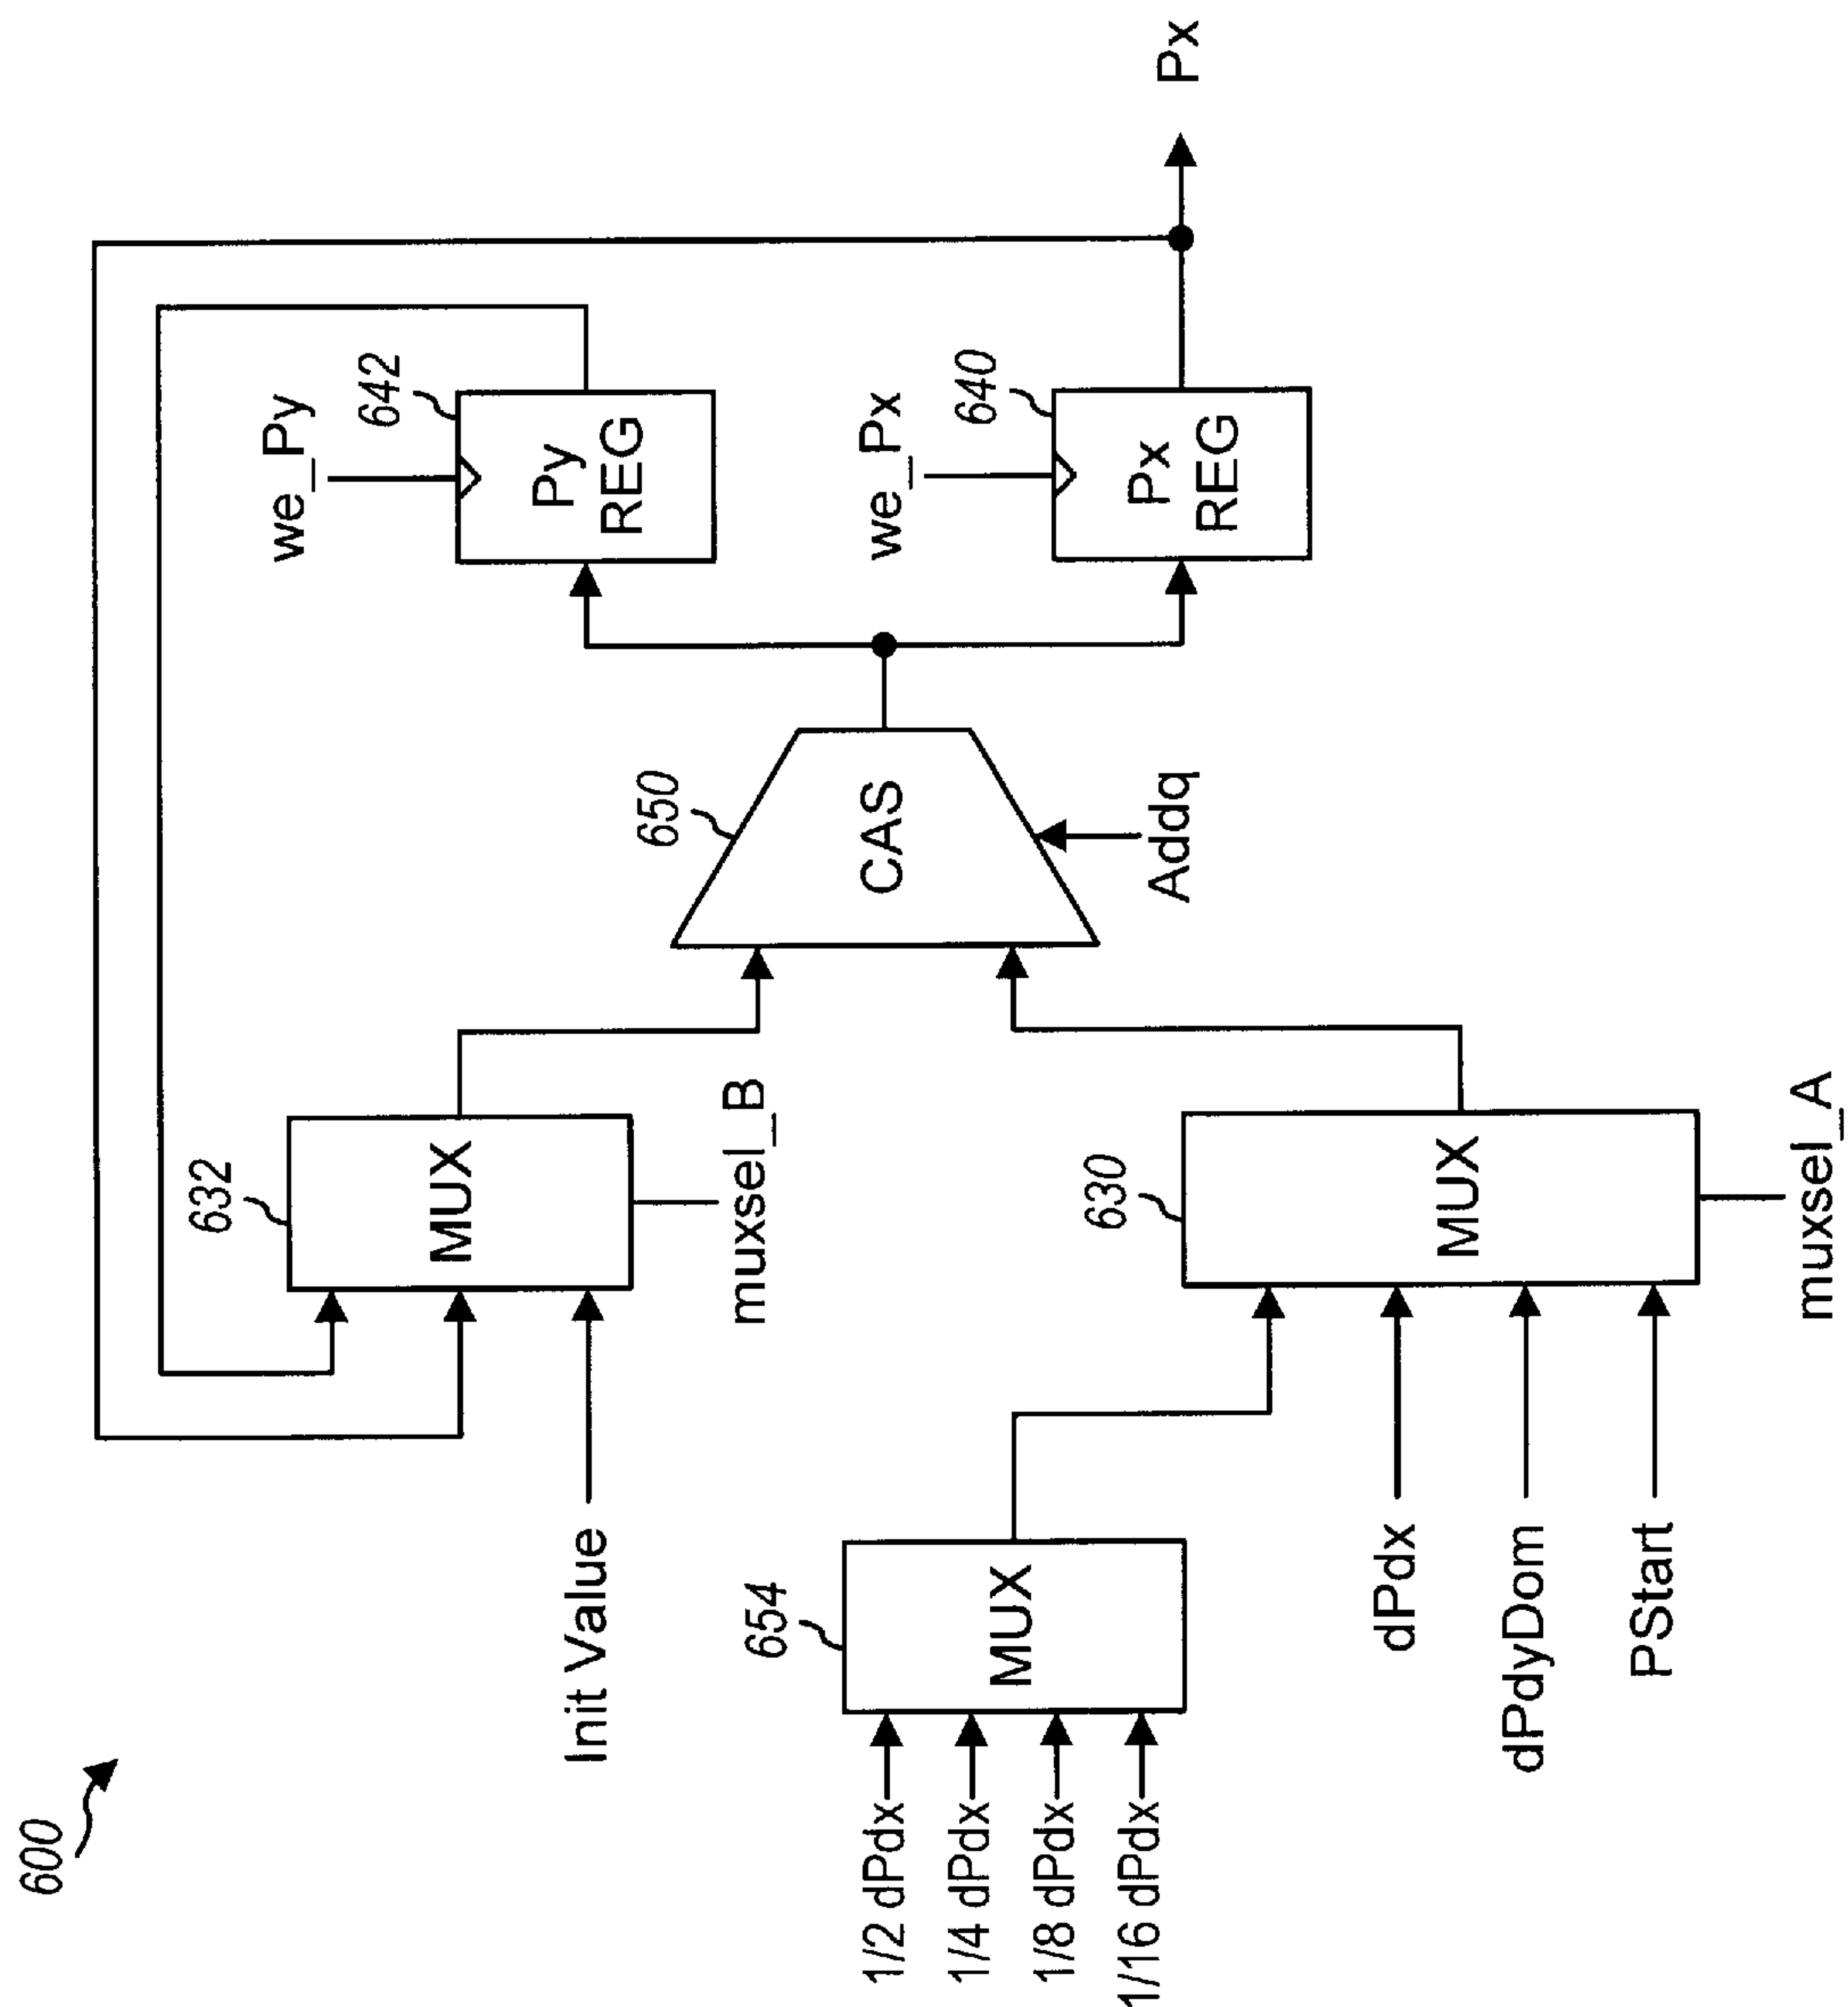 600
1/2 dPdx
1/4 dPdx
1/8 dPdx
1/16 dPdx
654
MUX
Init Value
dPdx
dPdyDom
PStart
632
MUX
muxsel_B
630
MUX
muxsel_A
650
CAS
Addq
we_Py
642
Py
REG
we_Px
640
Px
REG
Px